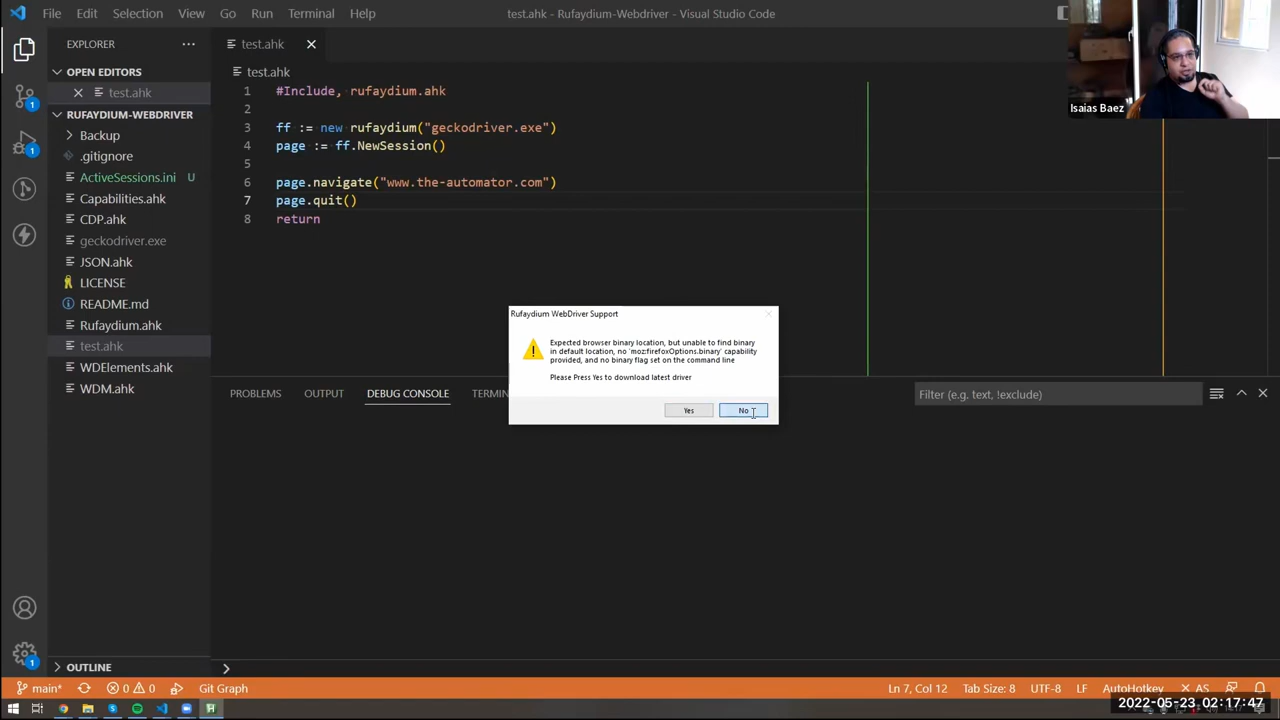 File Edit Selection View Go Run Terminal Help
test.ahk - Rufaydium-Webdriver - Visual Studio Code
EXPLORER
OPEN EDITORS
test.ahk
RUFAYDIUM-WEBDRIVER
Backup
.gitignore
ActiveSessions.ini U
Capabilities.ahk
CDP.ahk
geckodriver.exe
JSON.ahk
LICENSE
README.md
Rufaydium.ahk
test.ahk
WDElements.ahk
WDM.ahk
OUTLINE
1
1
1
test.ahk
test.ahk
1 #Include, rufaydium.ahk
2
3 ff := new rufaydium("geckodriver.exe")
4 page := ff.NewSession()
5
6 page.navigate("www.the-automator.com")
7 page.quit()
8 return
Isaias Baez
Rufaydium WebDriver Support
Expected browser binary location, but unable to find binary
in default location, no 'moz:firefoxOptions.binary' capability
provided, and no binary flag set on the command line
Please Press Yes to download latest driver
Yes No
PROBLEMS OUTPUT DEBUG CONSOLE TERMIN
Filter (e.g. text, !exclude)
main* 0 0 Git Graph
Ln 7, Col 12 Tab Size: 8 UTF-8 LF AutoHotkey AS
2022-05-23 02:17:47